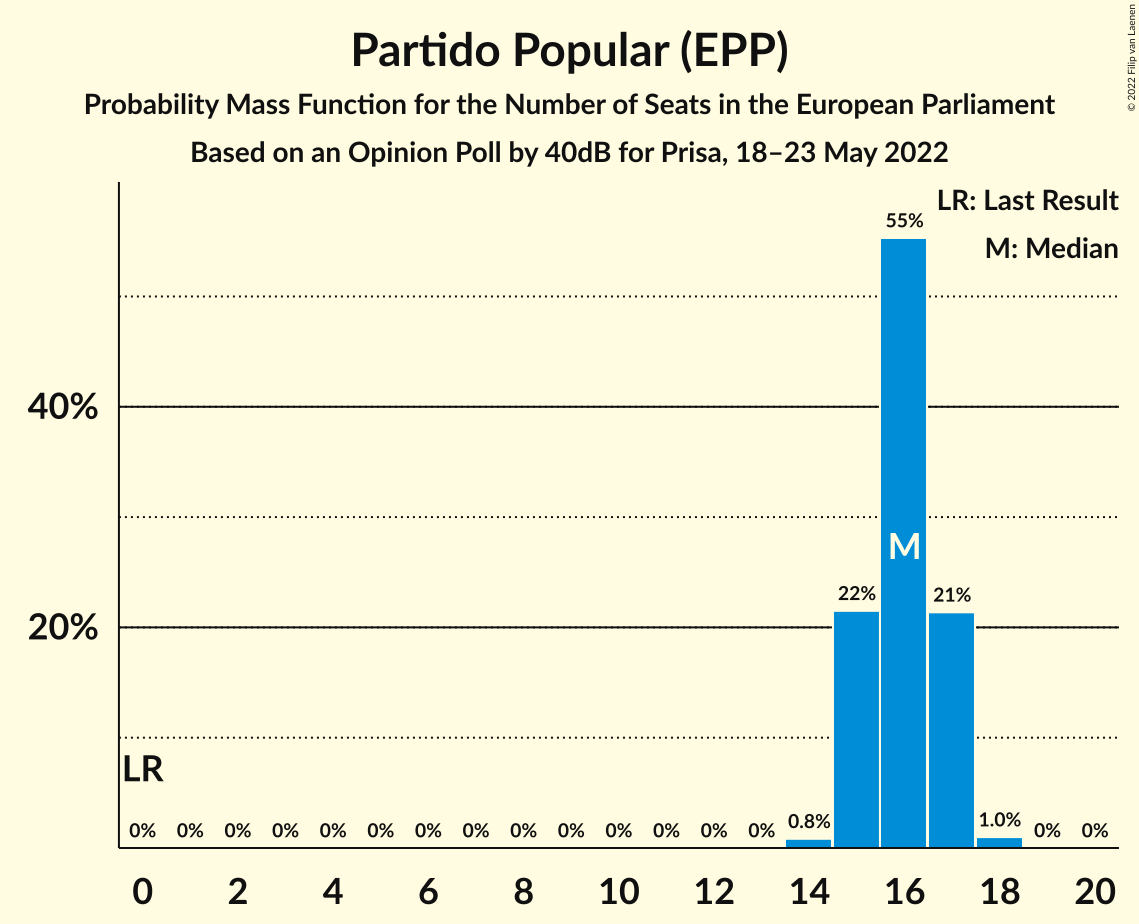 Partido Popular (EPP)
Probability Mass Function for the Number of Seats in the European Parliament
Based on an Opinion Poll by 40dB for Prisa, 18–23 May 2022
© 2022 Filip van Laenen
LR: Last Result
M: Median
55%
40%
M
22%
21%
20%
LR
0% 0% 0% 0% 0% 0% 0% 0% 0% 0% 0% 0% 0% 0% 0.8% 1.0% 0% 0%
0 2 4 6 8 10 12 14 16 18 20